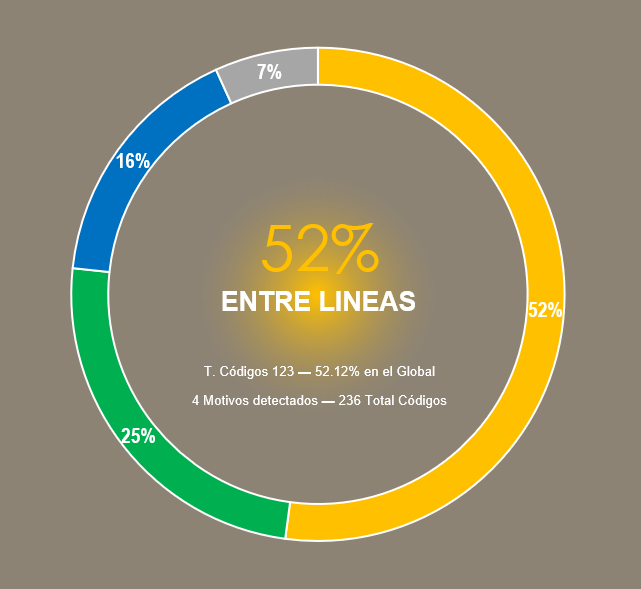 7%
16%
52%
ENTRE LINEAS
52%
T. Códigos 123 — 52.12% en el Global
4 Motivos detectados — 236 Total Códigos
25%